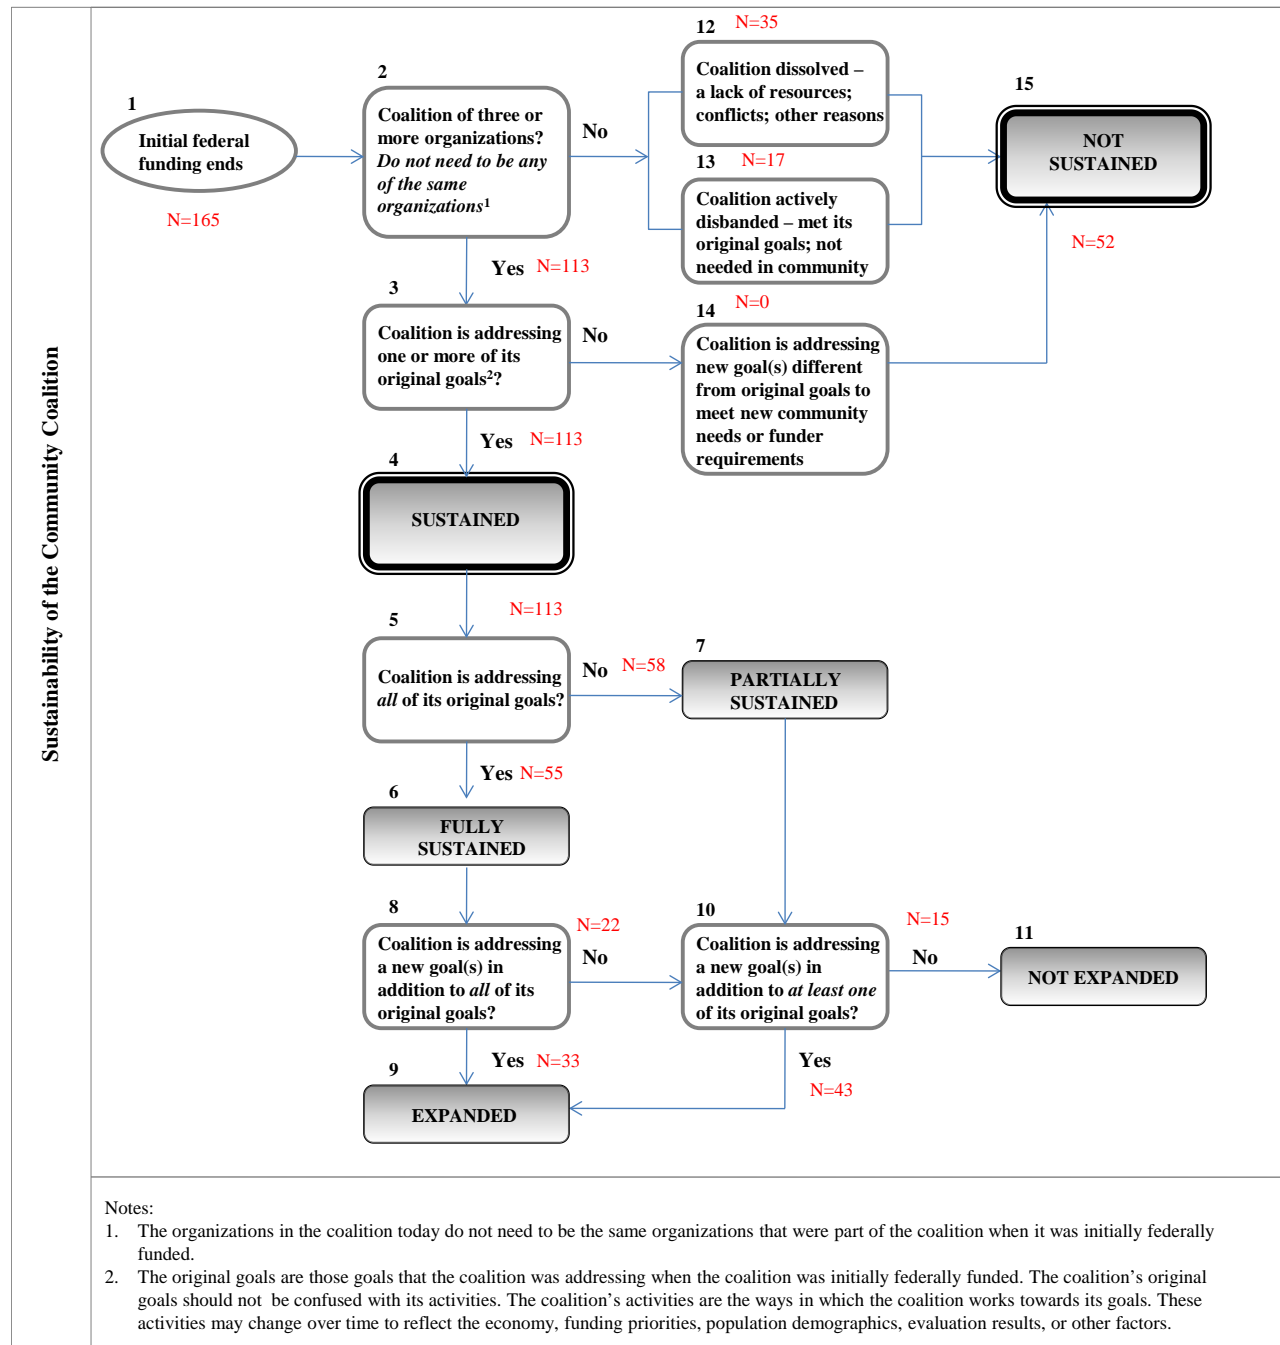 Sustainability of the Community Coalition
1
Initial federal
funding ends
N=165
2
Coalition of three or
more organizations?
Do not need to be any
of the same
organizations¹
No
12
N=35
Coalition dissolved –
a lack of resources;
conflicts; other reasons
13
N=17
Coalition actively
disbanded – met its
original goals; not
needed in community
15
NOT
SUSTAINED
N=52
Yes N=113
3
Coalition is addressing
one or more of its
original goals²?
No
N=0
14
Coalition is addressing
new goal(s) different
from original goals to
meet new community
needs or funder
requirements
Yes N=113
4
SUSTAINED
N=113
5
Coalition is addressing
all of its original goals?
No N=58
7
PARTIALLY
SUSTAINED
Yes N=55
6
FULLY
SUSTAINED
8
Coalition is addressing
a new goal(s) in
addition to all of its
original goals?
N=22
No
10
Coalition is addressing
a new goal(s) in
addition to at least one
of its original goals?
N=15
No
11
NOT EXPANDED
Yes N=33
Yes
N=43
9
EXPANDED
Notes:
1. The organizations in the coalition today do not need to be the same organizations that were part of the coalition when it was initially federally
funded.
2. The original goals are those goals that the coalition was addressing when the coalition was initially federally funded. The coalition’s original
goals should not be confused with its activities. The coalition’s activities are the ways in which the coalition works towards its goals. These
activities may change over time to reflect the economy, funding priorities, population demographics, evaluation results, or other factors.